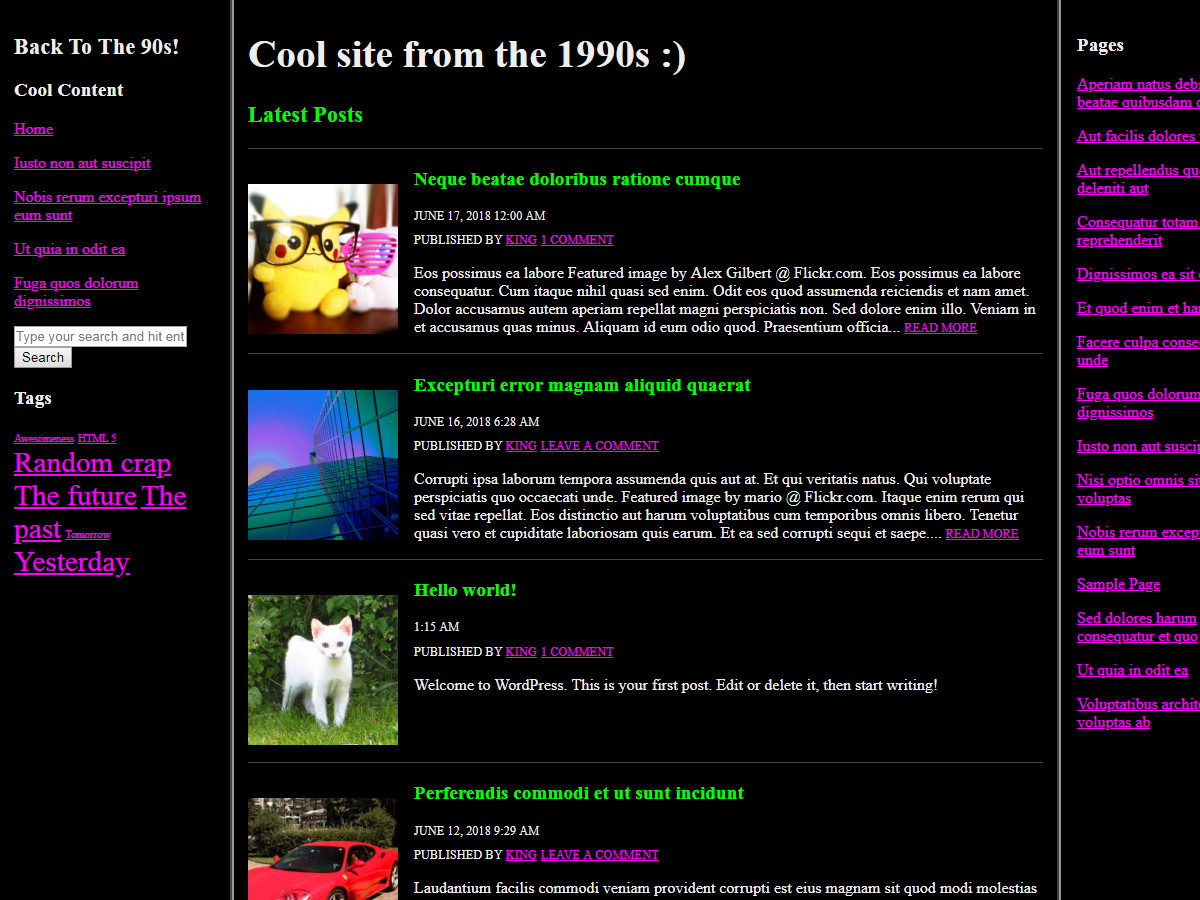 Back To The 90s!
Cool Content
Home
Iusto non aut suscipit
Nobis rerum excepturi ipsum
eum sunt
Ut quia in odit ea
Fuga quos dolorum
dignissimos
Type your search and hit ent
Search
Tags
Awesomeness HTML 5
Random crap
The future The
past Tomorrow
Yesterday
Cool site from the 1990s :)
Latest Posts
Neque beatae doloribus ratione cumque
JUNE 17, 2018 12:00 AM
PUBLISHED BY KING 1 COMMENT
Eos possimus ea labore Featured image by Alex Gilbert @ Flickr.com. Eos possimus ea labore
consequatur. Cum itaque nihil quasi sed enim. Odit eos quod assumenda reiciendis et nam amet.
Dolor accusamus autem aperiam repellat magni perspiciatis non. Sed dolore enim illo. Veniam in
et accusamus quas minus. Aliquam id eum odio quod. Praesentium officia... READ MORE
Excepturi error magnam aliquid quaerat
JUNE 16, 2018 6:28 AM
PUBLISHED BY KING LEAVE A COMMENT
Corrupti ipsa laborum tempora assumenda quis aut at. Et qui veritatis natus. Qui voluptate
perspiciatis quo occaecati unde. Featured image by mario @ Flickr.com. Itaque enim rerum qui
sed vitae repellat. Eos distinctio aut harum voluptatibus cum temporibus omnis libero. Tenetur
quasi vero et cupiditate laboriosam quis earum. Et ea sed corrupti sequi et saepe.... READ MORE
Hello world!
1:15 AM
PUBLISHED BY KING 1 COMMENT
Welcome to WordPress. This is your first post. Edit or delete it, then start writing!
Perferendis commodi et ut sunt incidunt
JUNE 12, 2018 9:29 AM
PUBLISHED BY KING LEAVE A COMMENT
Laudantium facilis commodi veniam provident corrupti est eius magnam sit quod modi molestias
Pages
Aperiam natus deb
beatae quibusdam
Aut facilis dolores
Aut repellendus qu
deleniti aut
Consequatur totam
reprehenderit
Dignissimos ea sit
Et quod enim et ha
Facere culpa conse
unde
Fuga quos dolorum
dignissimos
Iusto non aut suscip
Nisi optio omnis sit
voluptas
Nobis rerum excep
eum sunt
Sample Page
Sed dolores harum
consequatur et quo
Ut quia in odit ea
Voluptatibus archit
voluptas ab